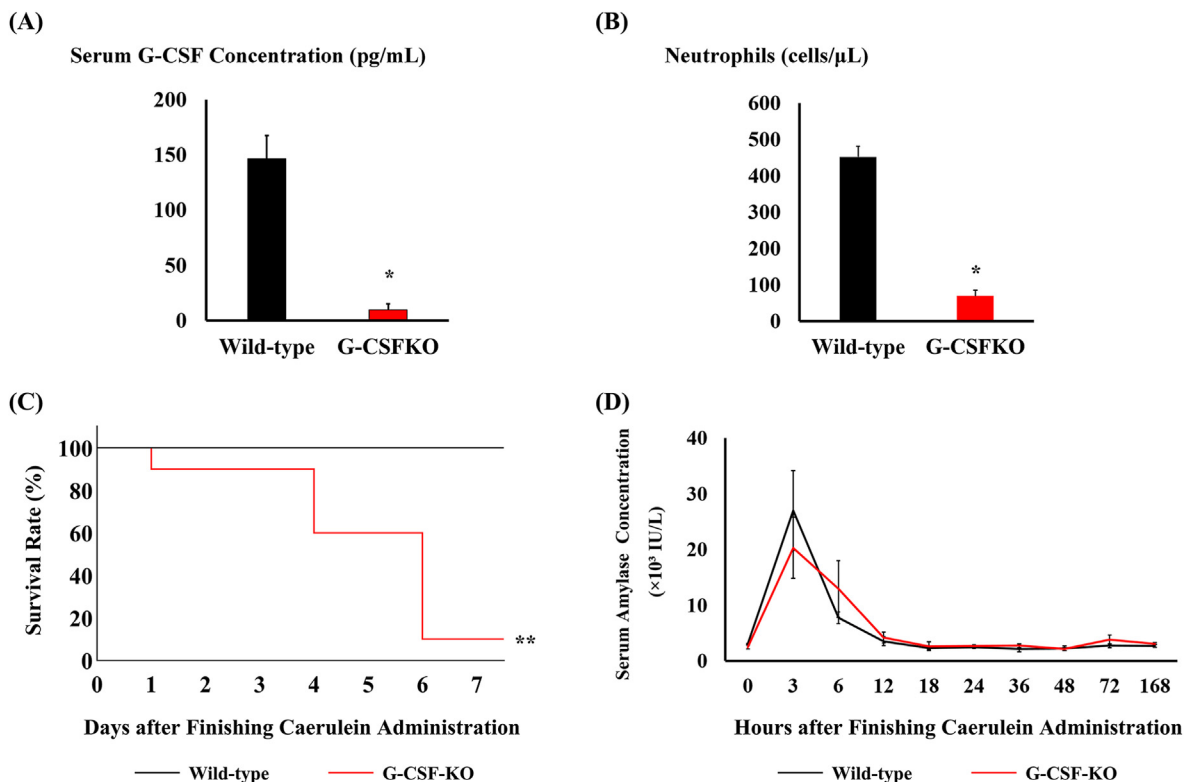 (A)
Serum G-CSF Concentration (pg/mL)
200
150
100
50
0
*
Wild-type G-CSFKO
(B)
Neutrophils (cells/µL)
600
500
400
300
200
100
0
*
Wild-type G-CSFKO
(C)
Survival Rate (%)
100
80
60
40
20
0
**
0 1 2 3 4 5 6 7
Days after Finishing Caerulein Administration
Wild-type G-CSF-KO
(D)
Serum Amylase Concentration
(×10³ IU/L)
40
30
20
10
0
0 3 6 12 18 24 36 48 72 168
Hours after Finishing Caerulein Administration
Wild-type G-CSF-KO